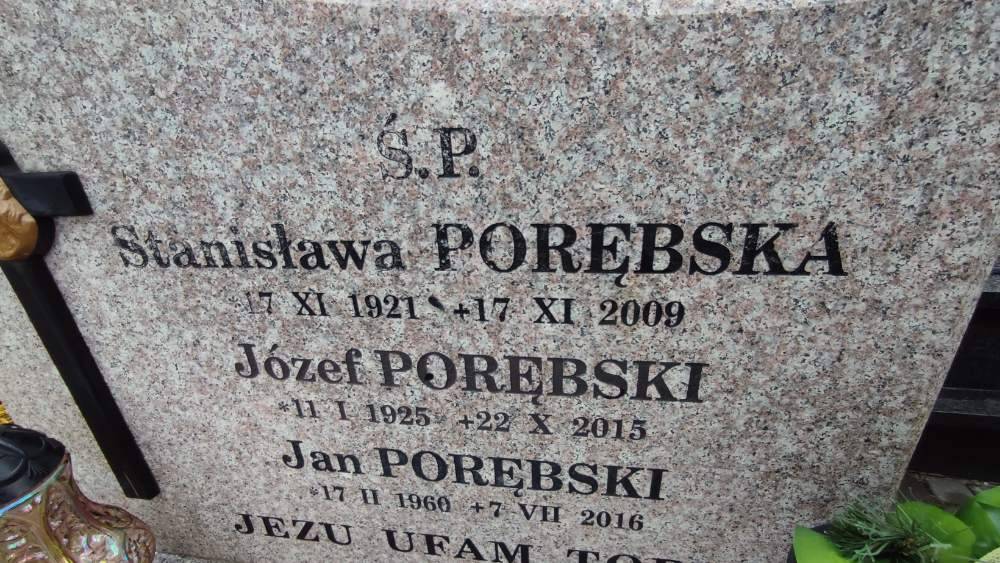 Ś.P.
Stanisława PORĘBSKA
*7 XI 1921 +17 XI 2009
Józef PORĘBSKI
*11 I 1925 +22 X 2015
Jan PORĘBSKI
*17 II 1960 +7 VII 2016
JEZU UFAM